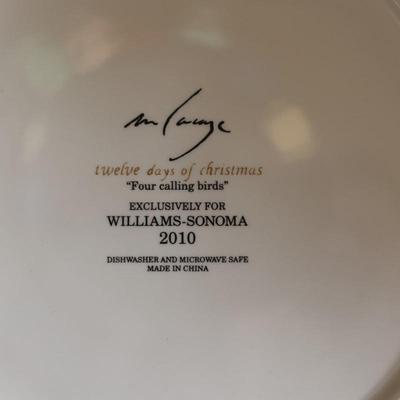 twelve days of christmas
"Four calling birds"
EXCLUSIVELY FOR
WILLIAMS-SONOMA
2010
DISHWASHER AND MICROWAVE SAFE
MADE IN CHINA